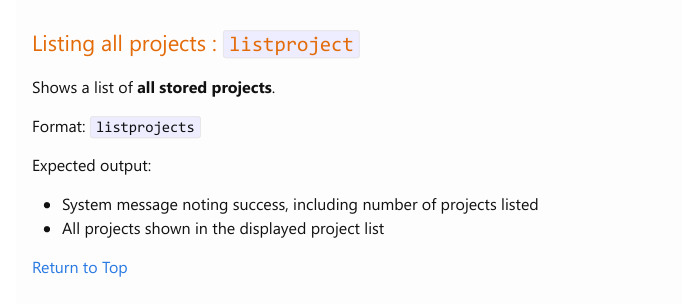 Listing all projects : listproject
Shows a list of all stored projects.
Format: listprojects
Expected output:
System message noting success, including number of projects listed
All projects shown in the displayed project list
Return to Top